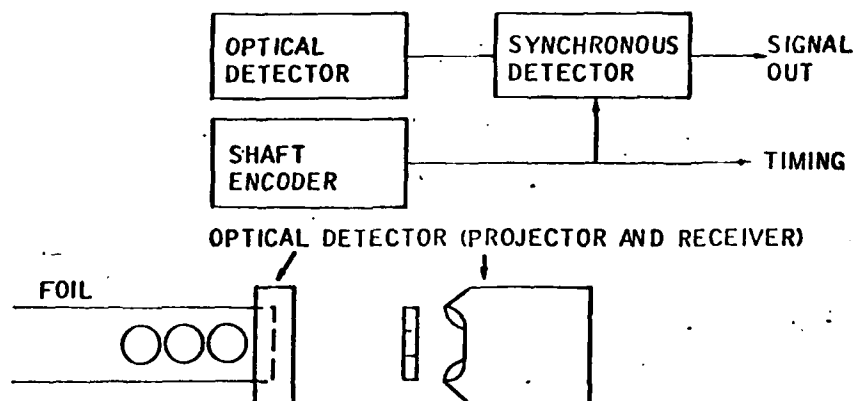 OPTICAL
DETECTOR
SYNCHRONOUS
DETECTOR
SIGNAL
OUT
SHAFT
ENCODER
TIMING
OPTICAL DETECTOR (PROJECTOR AND RECEIVER)
FOIL